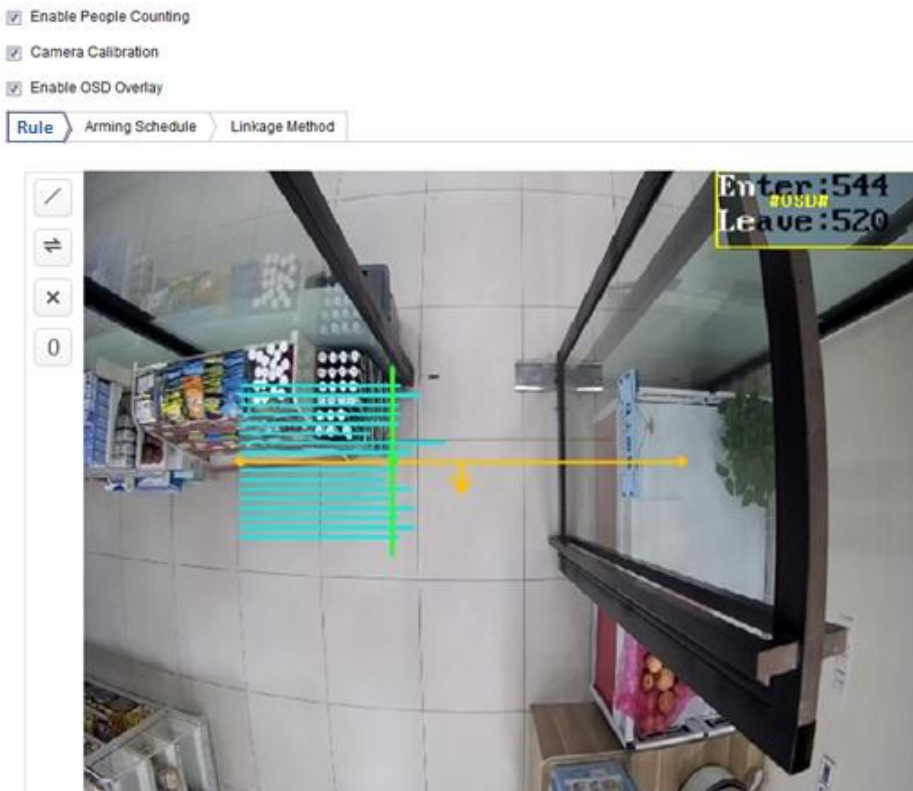 Enable People Counting
Camera Calibration
Enable OSD Overlay
Rule
Arming Schedule
Linkage Method
0
Enter:544
#OSD#
Leave:520